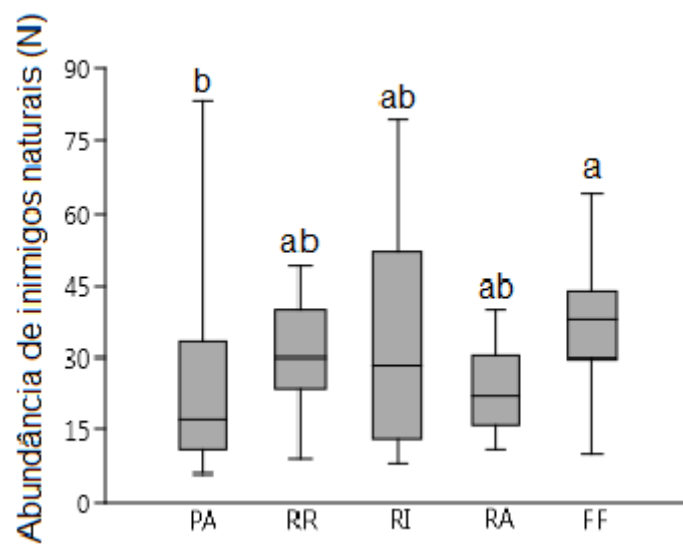 Abundância de inimigos naturais (N)
90
75
60
45
30
15
0
b
ab
ab
ab
a
PA
RR
RI
RA
FF